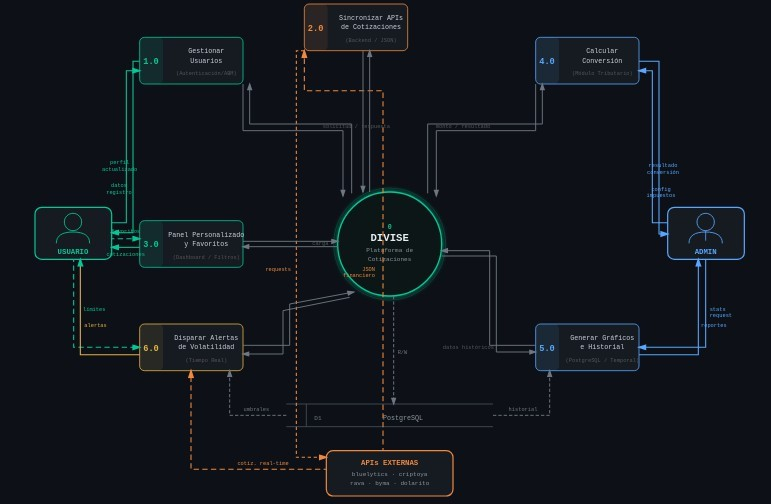 2.0
Sincronizar APIs
de Cotizaciones
(Backend / JSON)
1.0
Gestionar
Usuarios
(Autenticación/ABM)
4.0
Calcular
Conversión
(Módulo Tributario)
solicitud / respuesta
monto / resultado
perfil
actualizado
datos
registro
resultado
conversión
config
impuestos
USUARIO
3.0
Panel Personalizado
y Favoritos
(Dashboard / Filtros)
cotizaciones
0
DIVISE
Plataforma de
Cotizaciones
ADMIN
requests
JSON
financiero
límites
alertas
6.0
Disparar Alertas
de Volatilidad
(Tiempo Real)
R/W
datos históricos
5.0
Generar Gráficos
e Historial
(PostgreSQL / Temporal)
stats
request
reportes
umbrales
D1
PostgreSQL
historial
cotiz. real-time
APIs EXTERNAS
bluelytics · criptoya
rava · byma · dolarito